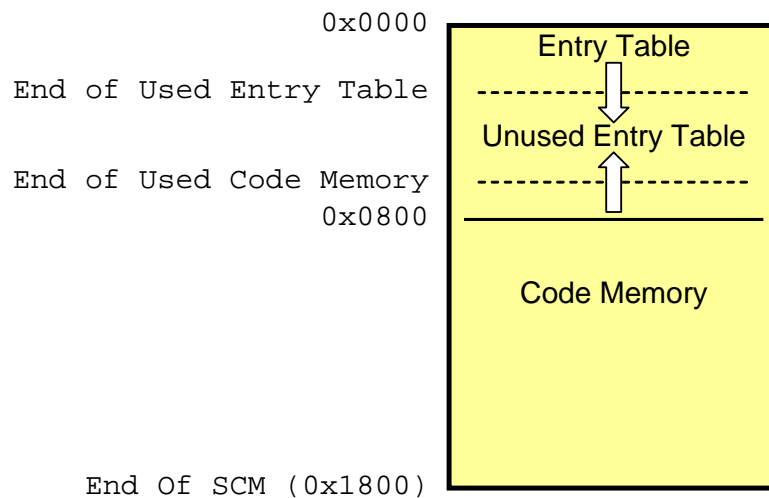 0x0000
Entry Table
End of Used Entry Table
Unused Entry Table
End of Used Code Memory
0x0800
Code Memory
End Of SCM (0x1800)